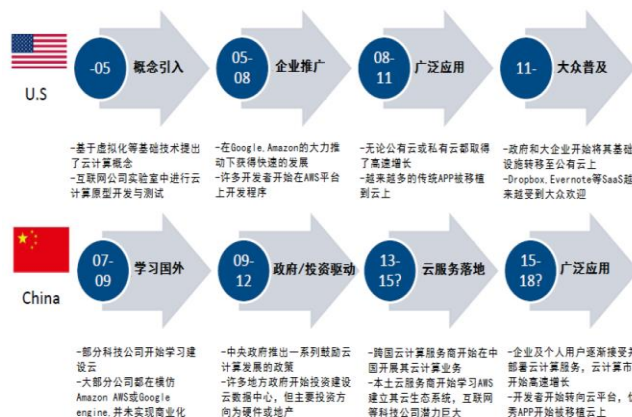 -05
概念引入
05-
08
企业推广
08-
11
广泛应用
11-
大众普及
U.S
-基于虚拟化等基础技术提出
了云计算概念
-互联网公司实验室中进行云
计算原型开发与测试
-在Google,Amazon的大力推
动下获得快速的发展
-许多开发者开始在AWS平台
上开发程序
-无论公有云或私有云都取得
了高速增长
-越来越多的传统APP被移植
到云上
-政府和大企业开始将其基础
设施转移至公有云上
-Dropbox,Evernote等SaaS越
来越受到大众欢迎
07-
09
学习国外
09-
12
政府/投资驱动
13-
15?
云服务落地
15-
18?
广泛应用
China
-部分科技公司开始学习建
设云
-大部分公司都在模仿
Amazon AWS或Google
engine,并未实现商业化
-中央政府推出一系列鼓励云
计算发展的政策
-许多地方政府开始投资建设
云数据中心，但主要投资方
向为硬件或地产
-跨国云计算服务商开始在中
国开展其云计算业务
-本土云服务商开始学习AWS
建立其云生态系统，互联网
等科技公司潜力巨大
-企业及个人用户逐渐接受并
部署云计算服务，云计算市
开始高速增长
-开发者开始转向云平台，优
秀APP开始被移植云上